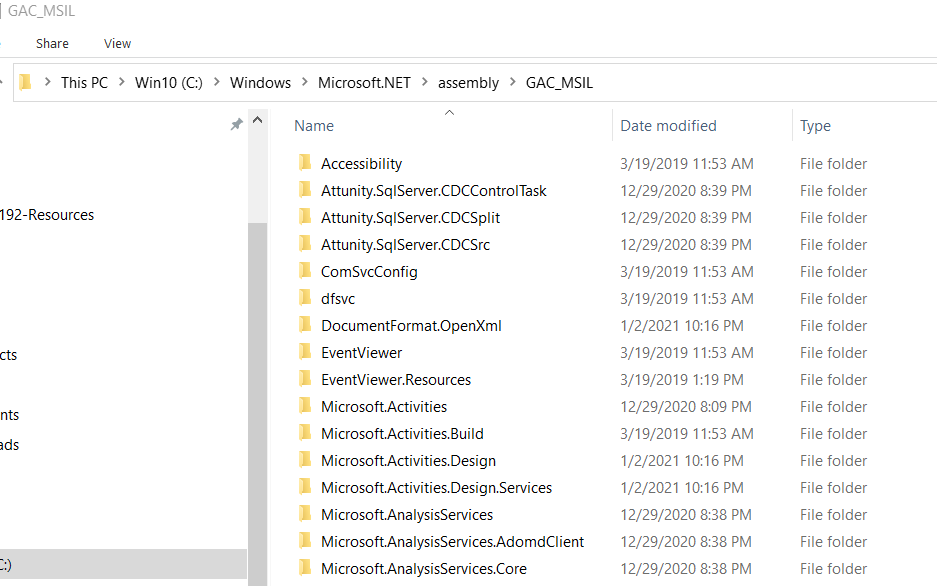 GAC_MSIL
Share View
This PC > Win10 (C:) > Windows > Microsoft.NET > assembly > GAC_MSIL
Name Date modified Type
Accessibility 3/19/2019 11:53 AM File folder
Attunity.SqlServer.CDCControlTask 12/29/2020 8:39 PM File folder
192-Resources Attunity.SqlServer.CDCSplit 12/29/2020 8:39 PM File folder
Attunity.SqlServer.CDCSrc 12/29/2020 8:39 PM File folder
ComSvcConfig 3/19/2019 11:53 AM File folder
dfsvc 3/19/2019 11:53 AM File folder
DocumentFormat.OpenXml 1/2/2021 10:16 PM File folder
cts EventViewer 3/19/2019 11:53 AM File folder
EventViewer.Resources 3/19/2019 1:19 PM File folder
nts Microsoft.Activities 12/29/2020 8:09 PM File folder
ads Microsoft.Activities.Build 3/19/2019 11:53 AM File folder
Microsoft.Activities.Design 1/2/2021 10:16 PM File folder
Microsoft.Activities.Design.Services 1/2/2021 10:16 PM File folder
Microsoft.AnalysisServices 12/29/2020 8:38 PM File folder
Microsoft.AnalysisServices.AdomdClient 12/29/2020 8:38 PM File folder
C:) Microsoft.AnalysisServices.Core 12/29/2020 8:38 PM File folder